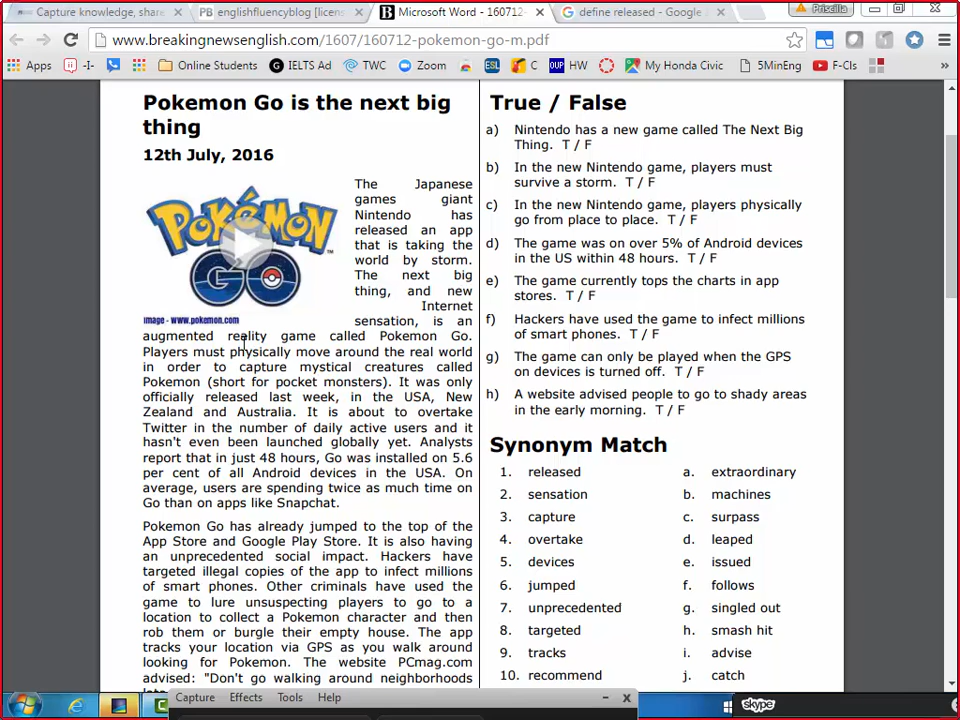 Capture knowledge, share
englishfluencyblog [licen
Microsoft Word - 160712-
define released - Google
Priscilla
www.breakingnewsenglish.com/1607/160712-pokemon-go-m.pdf
Apps -I- Online Students IELTS Ad TWC Zoom ESL C OUP HW My Honda Civic 5MinEng F-Cls »
Pokemon Go is the next big
thing
12th July, 2016
POKÉMON
GO
TM
image - www.pokemon.com
The Japanese
games giant
Nintendo has
released an app
that is taking the
world by storm.
The next big
thing, and new
Internet
sensation, is an
augmented reality game called Pokemon Go.
Players must physically move around the real world
in order to capture mystical creatures called
Pokemon (short for pocket monsters). It was only
officially released last week, in the USA, New
Zealand and Australia. It is about to overtake
Twitter in the number of daily active users and it
hasn't even been launched globally yet. Analysts
report that in just 48 hours, Go was installed on 5.6
per cent of all Android devices in the USA. On
average, users are spending twice as much time on
Go than on apps like Snapchat.
Pokemon Go has already jumped to the top of the
App Store and Google Play Store. It is also having
an unprecedented social impact. Hackers have
targeted illegal copies of the app to infect millions
of smart phones. Other criminals have used the
game to lure unsuspecting players to go to a
location to collect a Pokemon character and then
rob them or burgle their empty house. The app
tracks your location via GPS as you walk around
looking for Pokemon. The website PCmag.com
advised: "Don't go walking around neighborhoods
True / False
a) Nintendo has a new game called The Next Big
Thing. T / F
b) In the new Nintendo game, players must
survive a storm. T / F
c) In the new Nintendo game, players physically
go from place to place. T / F
d) The game was on over 5% of Android devices
in the US within 48 hours. T / F
e) The game currently tops the charts in app
stores. T / F
f) Hackers have used the game to infect millions
of smart phones. T / F
g) The game can only be played when the GPS
on devices is turned off. T / F
h) A website advised people to go to shady areas
in the early morning. T / F
Synonym Match
1. released a. extraordinary
2. sensation b. machines
3. capture c. surpass
4. overtake d. leaped
5. devices e. issued
6. jumped f. follows
7. unprecedented g. singled out
8. targeted h. smash hit
9. tracks i. advise
10. recommend j. catch
Capture Effects Tools Help
skype